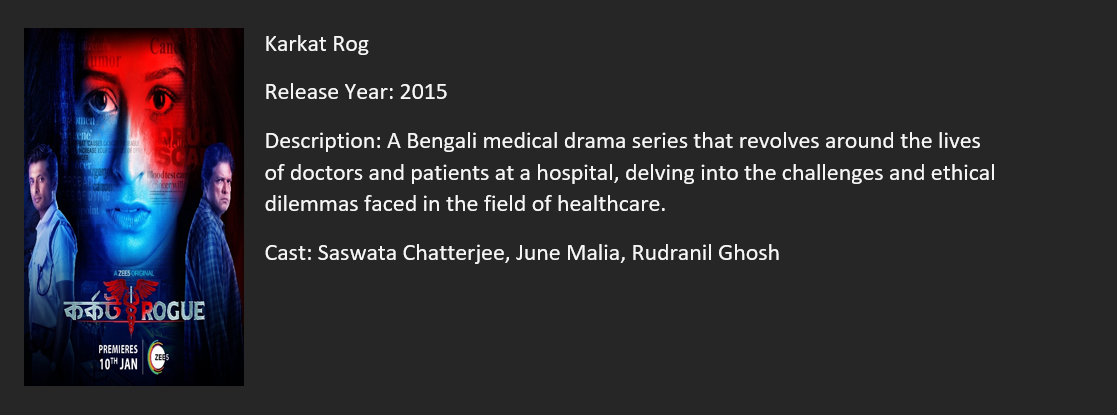 Can
umor
A ZEE5 ORIGINAL
কর্কট ROGUE
PREMIERES
10TH JAN
ZEE5
Karkat Rog
Release Year: 2015
Description: A Bengali medical drama series that revolves around the lives
of doctors and patients at a hospital, delving into the challenges and ethical
dilemmas faced in the field of healthcare.
Cast: Saswata Chatterjee, June Malia, Rudranil Ghosh